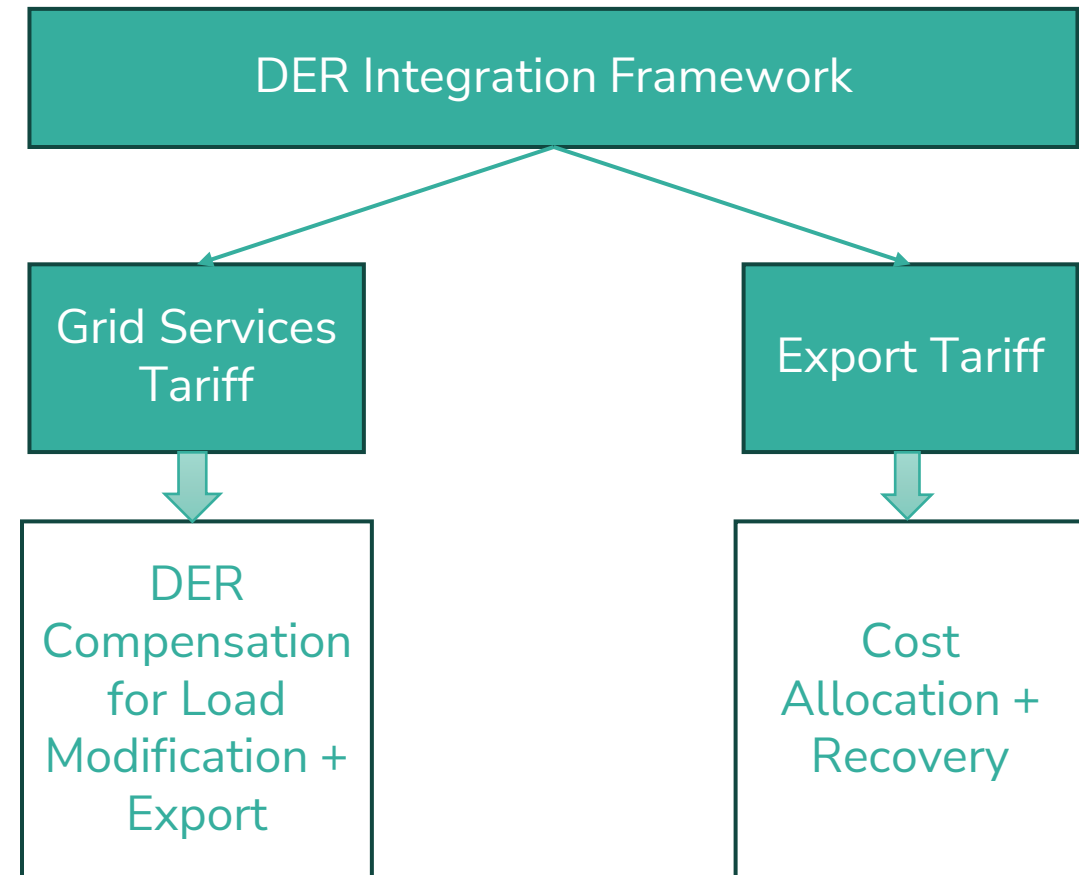 DER Integration Framework
Grid Services
Tariff
Export Tariff
DER
Compensation
for Load
Modification +
Export
Cost
Allocation +
Recovery